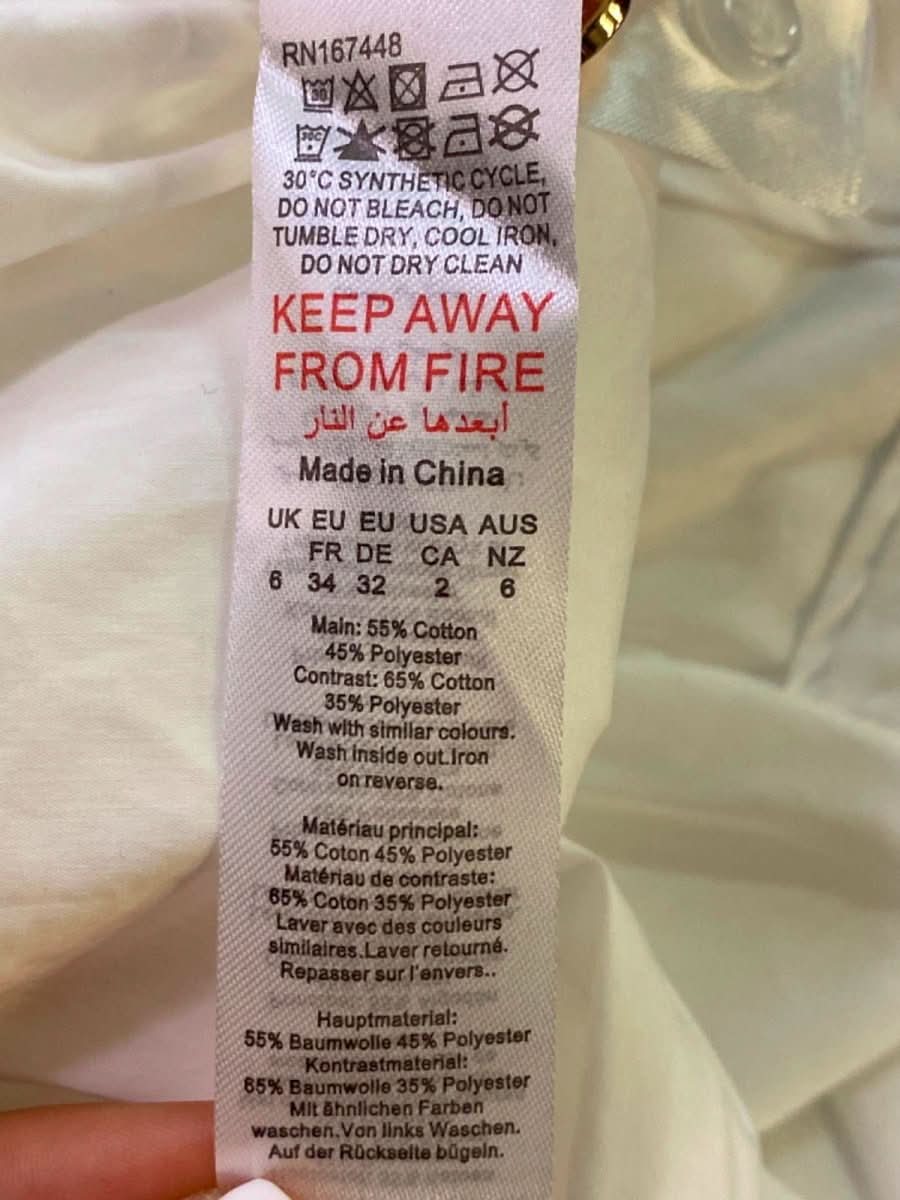 RN167448
30
30C
30°C SYNTHETIC CYCLE,
DO NOT BLEACH, DO NOT
TUMBLE DRY, COOL IRON,
DO NOT DRY CLEAN
KEEP AWAY
FROM FIRE
أبعدها عن النار
Made in China
UK EU EU USA AUS
FR DE CA NZ
6 34 32 2 6
Main: 55% Cotton
45% Polyester
Contrast: 65% Cotton
35% Polyester
Wash with similar colours.
Wash inside out.Iron
on reverse.
Matériau principal:
55% Coton 45% Polyester
Matériau de contraste:
65% Coton 35% Polyester
Laver avec des couleurs
similaires.Laver retourné.
Repasser sur l'envers..
Hauptmaterial:
55% Baumwolle 45% Polyester
Kontrastmaterial:
65% Baumwolle 35% Polyester
Mit ähnlichen Farben
waschen.Von links Waschen.
Auf der Rückseite bügeln.